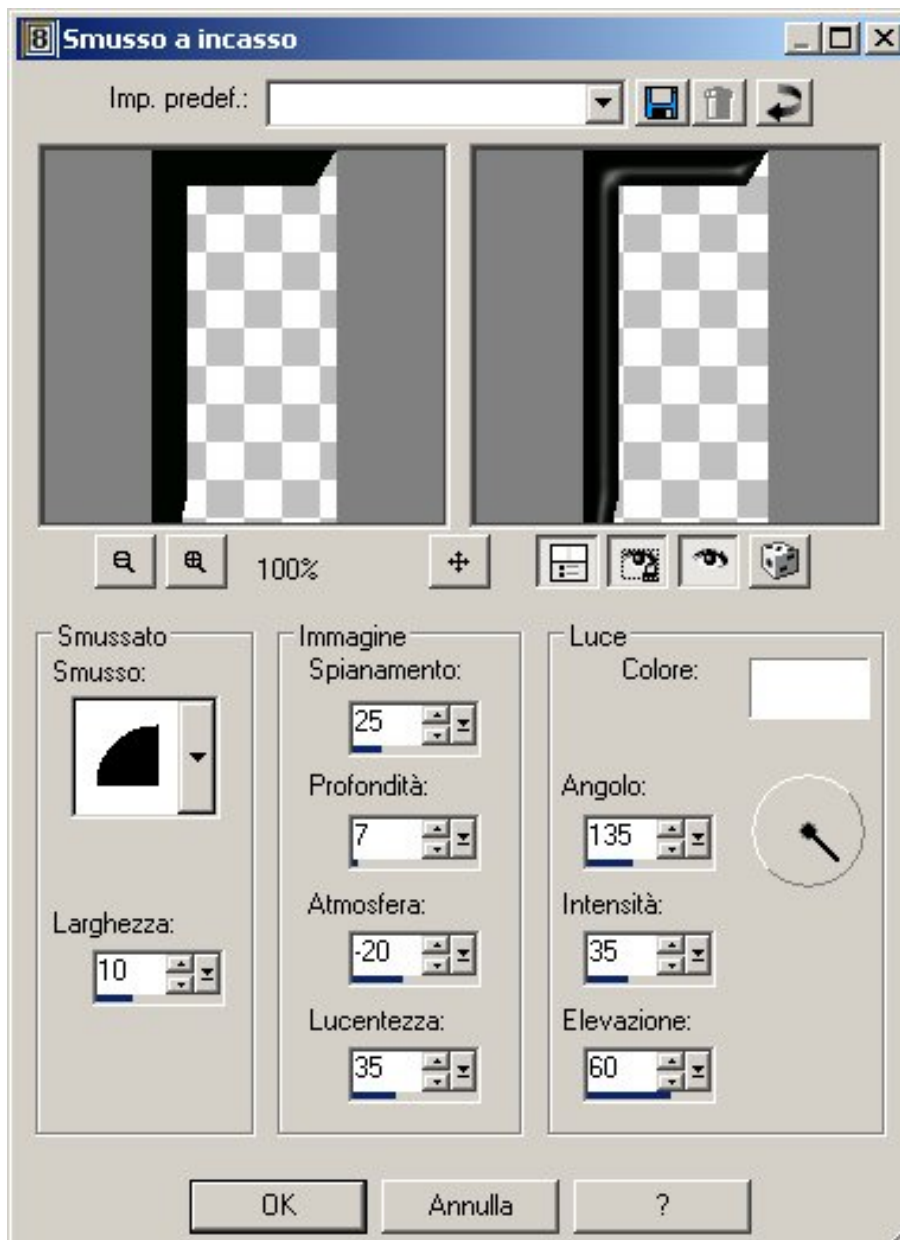 8 Smusso a incasso
Imp. predef.:
100%
Smussato
Smusso:
Larghezza:
10
Immagine
Spianamento:
25
Profondità:
7
Atmosfera:
-20
Lucentezza:
35
Luce
Colore:
Angolo:
135
Intensità:
35
Elevazione:
60
OK Annulla ?